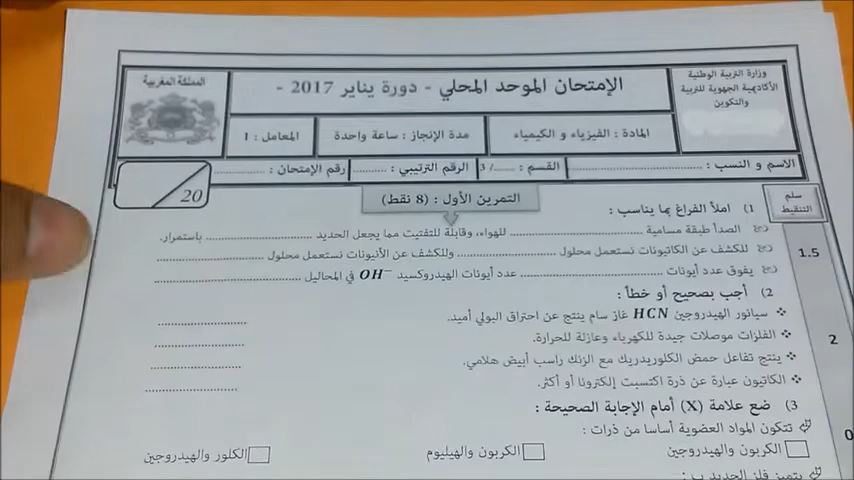 المملكة المغربية
الإمتحان الموحد المحلي - دورة يناير 2017 -
وزارة التربية الوطنية
الأكاديمية الجهوية للتربية
والتكوين
المادة : الفيزياء و الكيمياء
مدة الإنجاز : ساعة واحدة
المعامل : 1
الاسم و النسب : ..............................
القسم : ....../ 3
الرقم الترتيبي : ..........
رقم الإمتحان : ................
20
التمرين الأول : (8 نقط)
سلم
التنقيط
1) املأ الفراغ بما يناسب :
الصدأ طبقة مسامية .............................. للهواء، وقابلة للتفتيت مما يجعل الحديد .............................. باستمرار.
1.5
للكشف عن الكاتيونات نستعمل محلول .............................. وللكشف عن الأنيونات نستعمل محلول ..............................
يفوق عدد أيونات .............................. عدد أيونات الهيدروكسيد OH⁻ في المحاليل ..............................
2) أجب بصحيح أو خطأ :
❖ سيانور الهيدروجين HCN غاز سام ينتج عن احتراق البولي أميد. ......................
2
❖ الفلزات موصلات جيدة للكهرباء وعازلة للحرارة. ......................
❖ ينتج تفاعل حمض الكلوريدريك مع الزنك راسب أبيض هلامي. ......................
❖ الكاتيون عبارة عن ذرة اكتسبت إلكترونا أو أكثر. ......................
3) ضع علامة (X) أمام الإجابة الصحيحة :
تتكون المواد العضوية أساسا من ذرات :
0
الكربون والهيدروجين
الكربون والهيليوم
الكلور والهيدروجين
يتميز فلز الحديد ب :